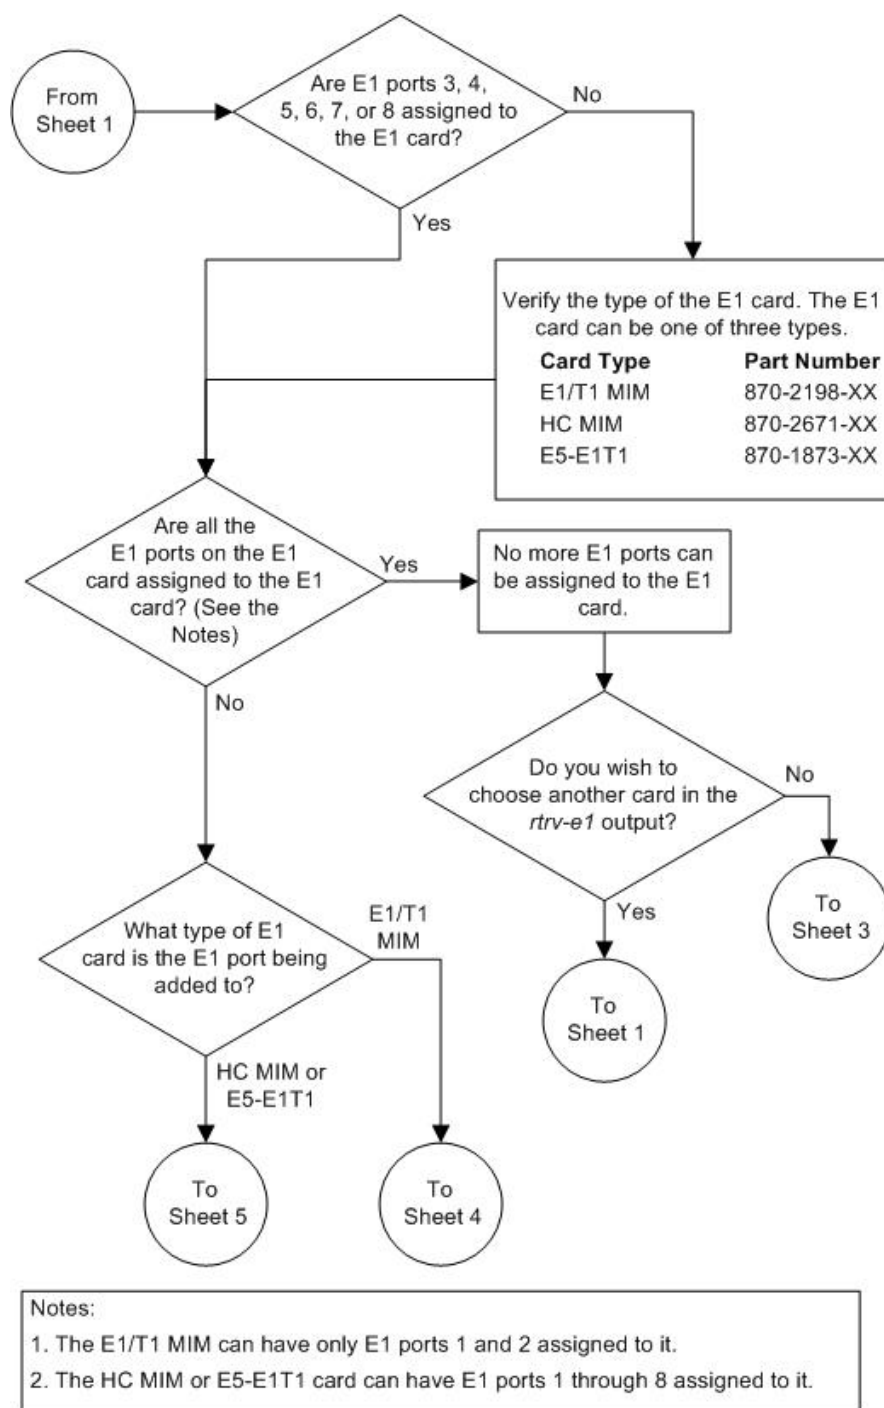 From
Sheet 1
Are E1 ports 3, 4,
5, 6, 7, or 8 assigned to
the E1 card?
No
Yes
Verify the type of the E1 card. The E1
card can be one of three types.
Card Type Part Number
E1/T1 MIM 870-2198-XX
HC MIM 870-2671-XX
E5-E1T1 870-1873-XX
Are all the
E1 ports on the E1
card assigned to the E1
card? (See the
Notes)
Yes
No more E1 ports can
be assigned to the E1
card.
No
Do you wish to
choose another card in the
rtrv-e1 output?
No
Yes
To
Sheet 3
To
Sheet 1
What type of E1
card is the E1 port being
added to?
E1/T1
MIM
HC MIM or
E5-E1T1
To
Sheet 5
To
Sheet 4
Notes:
1. The E1/T1 MIM can have only E1 ports 1 and 2 assigned to it.
2. The HC MIM or E5-E1T1 card can have E1 ports 1 through 8 assigned to it.